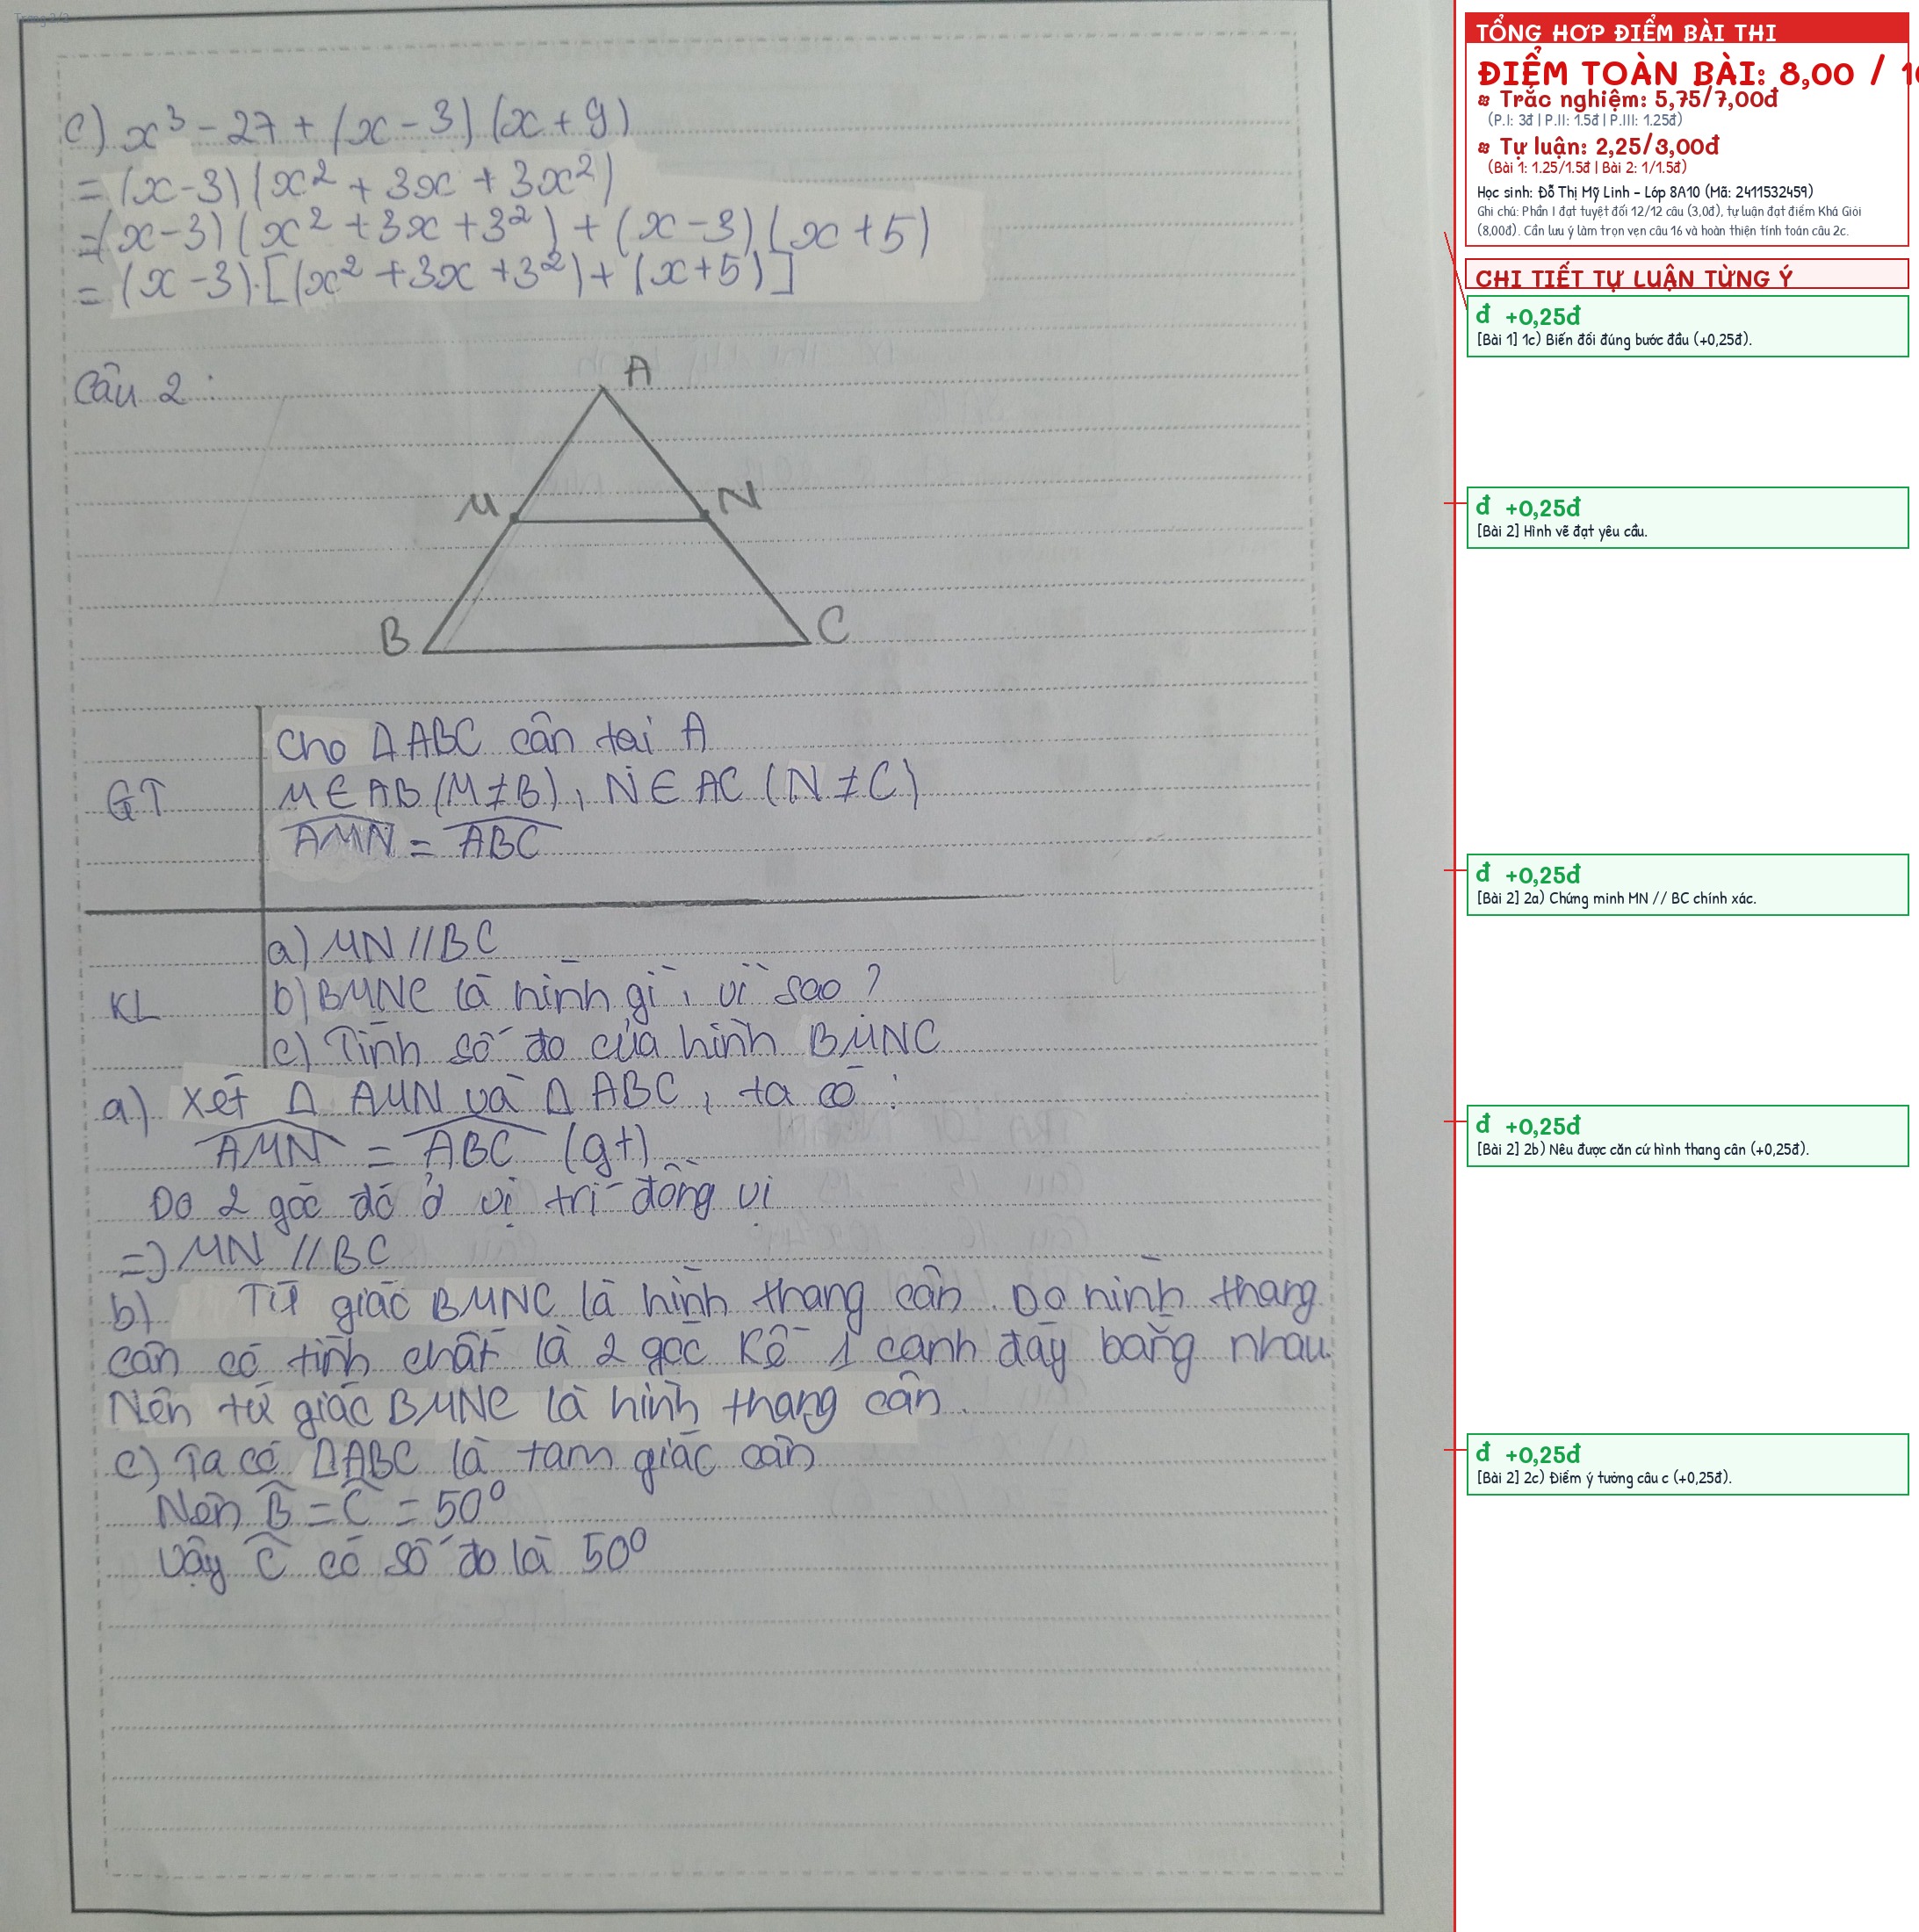 Trang 2/2
c) x³ - 27 + (x - 3) (x + 9)
= (x-3) (x² + 3x + 3x²)
= (x-3) (x² + 3x + 3²) + (x-3) (x+5)
= (x-3).[(x² + 3x + 3²) + (x+5)]
Câu 2 :
A
M
N
B
C
Cho Δ ABC cân tại A
GT
M ∈ AB (M ≠ B), N ∈ AC (N ≠ C)
AMN = ABC
a) MN // BC
KL
b) BMNC là hình gì, vì sao ?
c) Tính số đo của hình BMNC
a) Xét Δ AMN và Δ ABC, ta có :
AMN = ABC (gt)
Do 2 góc đó ở vị trí đồng vị
=> MN // BC
b) Tứ giác BMNC là hình thang cân. Do hình thang
cân có tính chất là 2 góc kề 1 cạnh đáy bằng nhau.
Nên tứ giác BMNC là hình thang cân.
c) Ta có ΔABC là tam giác cân
Nên B̂ = Ĉ = 50⁰
Vậy Ĉ có số đo là 50⁰
TỔNG HỢP ĐIỂM BÀI THI
ĐIỂM TOÀN BÀI: 8,00 / 10
Trắc nghiệm: 5,75/7,00đ
(P.I: 3đ | P.II: 1.5đ | P.III: 1.25đ)
Tự luận: 2,25/3,00đ
(Bài 1: 1.25/1.5đ | Bài 2: 1/1.5đ)
Học sinh: Đỗ Thị Mỹ Linh - Lớp 8A10 (Mã: 2411532459)
Ghi chú: Phần I đạt tuyệt đối 12/12 câu (3,0đ), tự luận đạt điểm Khá Giỏi
(8,00đ). Cần lưu ý làm trọn vẹn câu 16 và hoàn thiện tính toán câu 2c.
CHI TIẾT TỰ LUẬN TỪNG Ý
đ +0,25đ
[Bài 1] 1c) Biến đổi đúng bước đầu (+0,25đ).
đ +0,25đ
[Bài 2] Hình vẽ đạt yêu cầu.
đ +0,25đ
[Bài 2] 2a) Chứng minh MN // BC chính xác.
đ +0,25đ
[Bài 2] 2b) Nêu được căn cứ hình thang cân (+0,25đ).
đ +0,25đ
[Bài 2] 2c) Điểm ý tưởng câu c (+0,25đ).